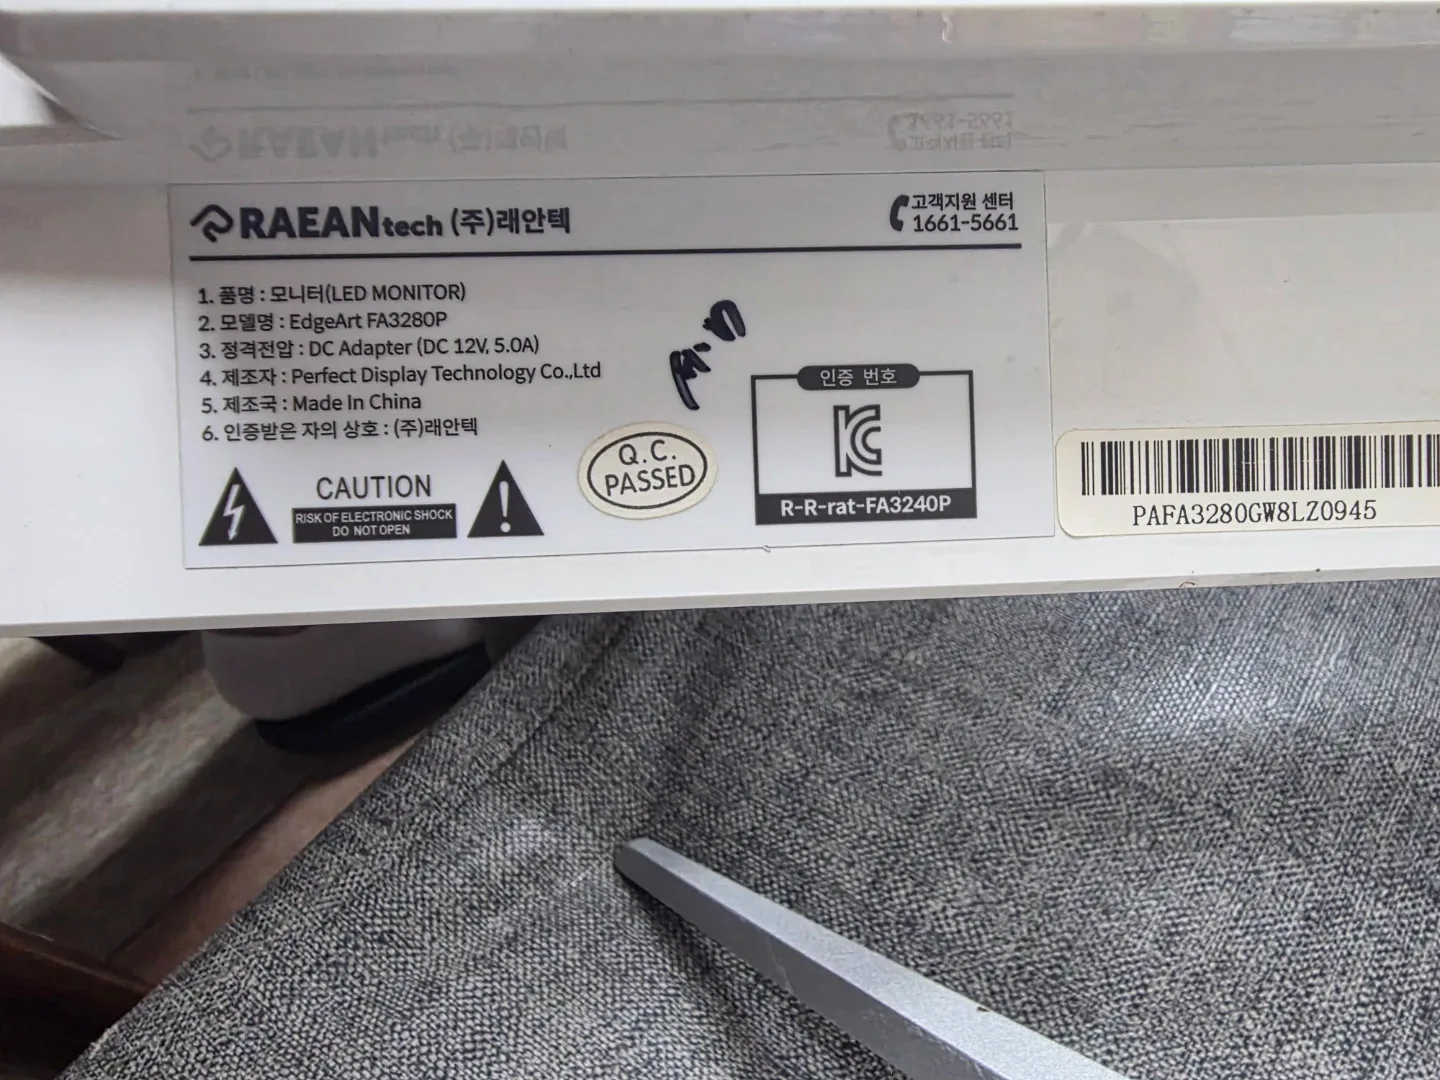 RAEANtech (주)래안텍
고객지원 센터
1661-5661
1. 품명 : 모니터(LED MONITOR)
2. 모델명 : EdgeArt FA3280P
3. 정격전압 : DC Adapter (DC 12V, 5.0A)
4. 제조자 : Perfect Display Technology Co.,Ltd
5. 제조국 : Made In China
6. 인증받은 자의 상호 : (주)래안텍
CAUTION
RISK OF ELECTRONIC SHOCK
DO NOT OPEN
Q.C.
PASSED
인증 번호
KC
R-R-rat-FA3240P
PAFA3280GW8LZ0945